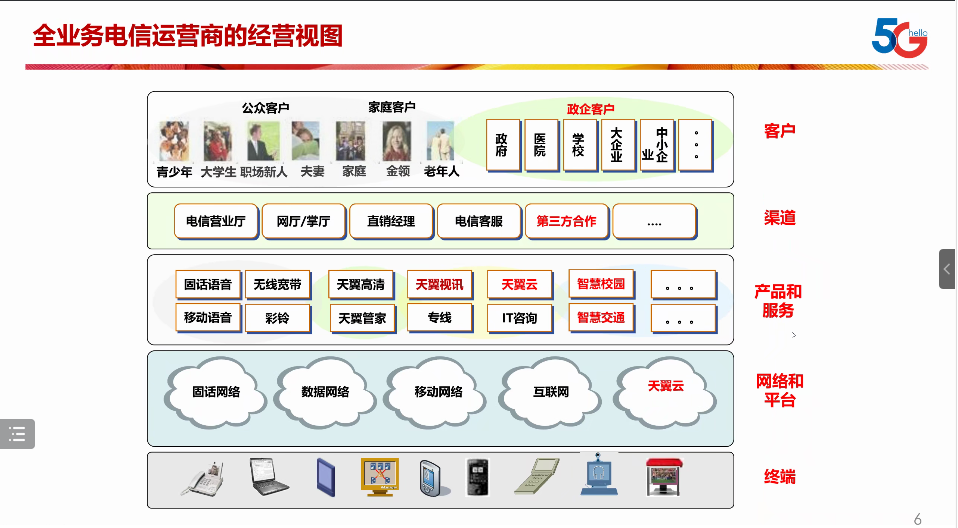 全业务电信运营商的经营视图
5G
hello
公众客户
家庭客户
政企客户
青少年
大学生
职场新人
夫妻
家庭
金领
老年人
政府
医院
学校
大企业
中小企业
。。。
客户
电信营业厅
网厅/掌厅
直销经理
电信客服
第三方合作
....
渠道
固话语音
无线宽带
天翼高清
天翼视讯
天翼云
智慧校园
。。。
移动语音
彩铃
天翼管家
专线
IT咨询
智慧交通
。。。
产品和
服务
固话网络
数据网络
移动网络
互联网
天翼云
网络和
平台
终端
6